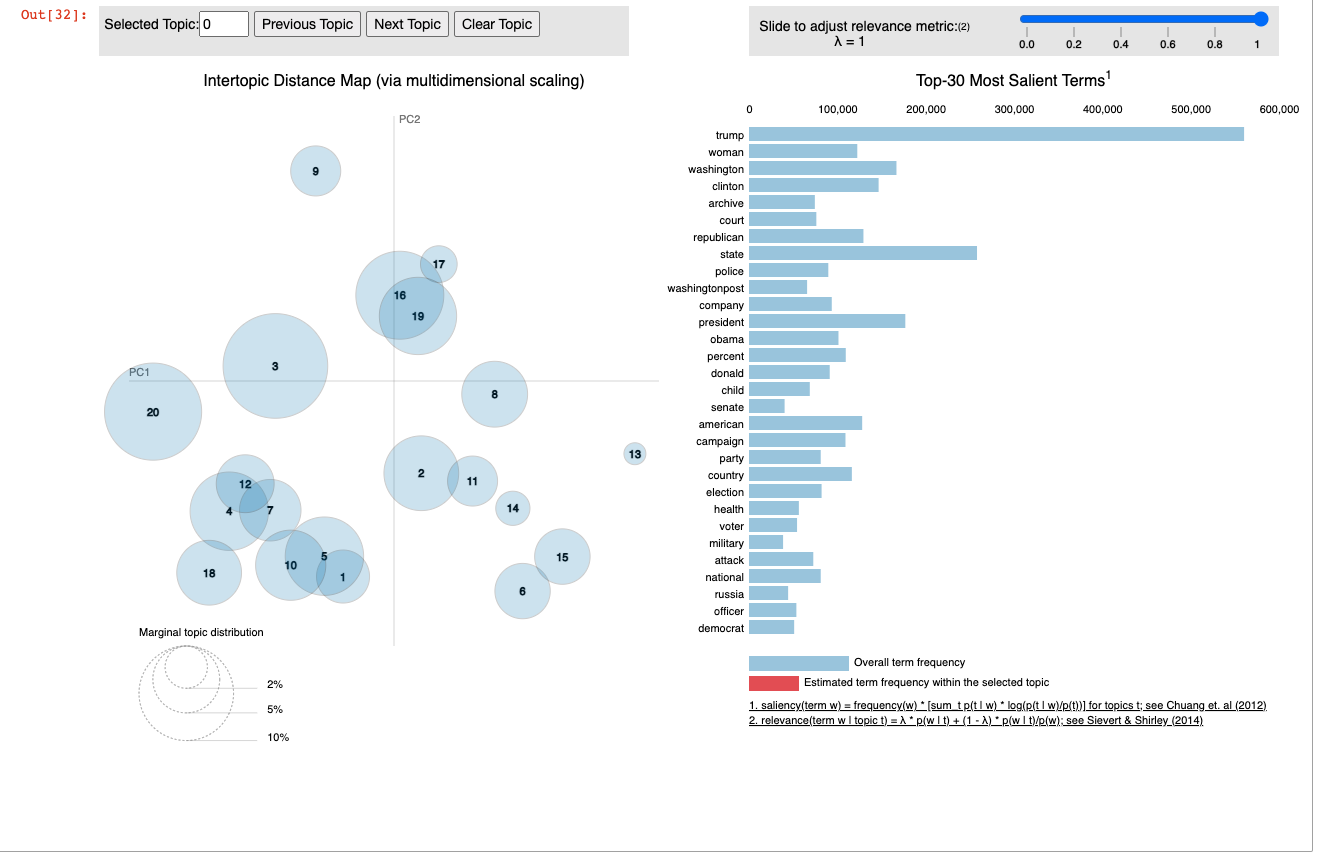 Out[32]:
Selected Topic: 0 Previous Topic Next Topic Clear Topic
Slide to adjust relevance metric:(2)
λ = 1
0.0 0.2 0.4 0.6 0.8 1
Intertopic Distance Map (via multidimensional scaling)
PC2
PC1
9
17
16
19
3
20
8
13
2
11
12
4
7
14
5
10
1
18
15
6
Marginal topic distribution
2%
5%
10%
Top-30 Most Salient Terms1
0 100,000 200,000 300,000 400,000 500,000 600,000
trump
woman
washington
clinton
archive
court
republican
state
police
washingtonpost
company
president
obama
percent
donald
child
senate
american
campaign
party
country
election
health
voter
military
attack
national
russia
officer
democrat
Overall term frequency
Estimated term frequency within the selected topic
1. saliency(term w) = frequency(w) * [sum_t p(t | w) * log(p(t | w)/p(t))] for topics t; see Chuang et. al (2012)
2. relevance(term w | topic t) = λ * p(w | t) + (1 - λ) * p(w | t)/p(w); see Sievert & Shirley (2014)